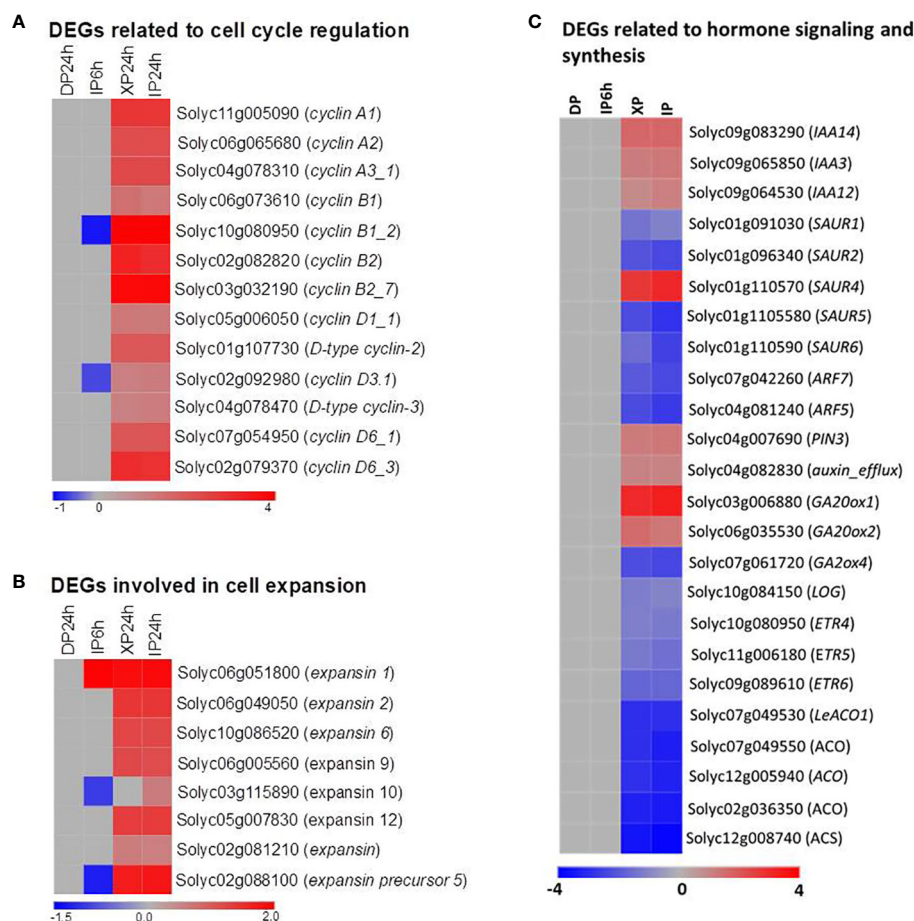 A
DEGs related to cell cycle regulation
DP24h
IP6h
XP24h
IP24h
Solyc11g005090 (cyclin A1)
Solyc06g065680 (cyclin A2)
Solyc04g078310 (cyclin A3_1)
Solyc06g073610 (cyclin B1)
Solyc10g080950 (cyclin B1_2)
Solyc02g082820 (cyclin B2)
Solyc03g032190 (cyclin B2_7)
Solyc05g006050 (cyclin D1_1)
Solyc01g107730 (D-type cyclin-2)
Solyc02g092980 (cyclin D3.1)
Solyc04g078470 (D-type cyclin-3)
Solyc07g054950 (cyclin D6_1)
Solyc02g079370 (cyclin D6_3)
-1 0 4
B
DEGs involved in cell expansion
DP24h
IP6h
XP24h
IP24h
Solyc06g051800 (expansin 1)
Solyc06g049050 (expansin 2)
Solyc10g086520 (expansin 6)
Solyc06g005560 (expansin 9)
Solyc03g115890 (expansin 10)
Solyc05g007830 (expansin 12)
Solyc02g081210 (expansin)
Solyc02g088100 (expansin precursor 5)
-1.5 0.0 2.0
C
DEGs related to hormone signaling and
synthesis
DP
IP6h
XP
IP
Solyc09g083290 (IAA14)
Solyc09g065850 (IAA3)
Solyc09g064530 (IAA12)
Solyc01g091030 (SAUR1)
Solyc01g096340 (SAUR2)
Solyc01g110570 (SAUR4)
Solyc01g1105580 (SAUR5)
Solyc01g110590 (SAUR6)
Solyc07g042260 (ARF7)
Solyc04g081240 (ARF5)
Solyc04g007690 (PIN3)
Solyc04g082830 (auxin_efflux)
Solyc03g006880 (GA20ox1)
Solyc06g035530 (GA20ox2)
Solyc07g061720 (GA2ox4)
Solyc10g084150 (LOG)
Solyc10g080950 (ETR4)
Solyc11g006180 (ETR5)
Solyc09g089610 (ETR6)
Solyc07g049530 (LeACO1)
Solyc07g049550 (ACO)
Solyc12g005940 (ACO)
Solyc02g036350 (ACO)
Solyc12g008740 (ACS)
-4 0 4